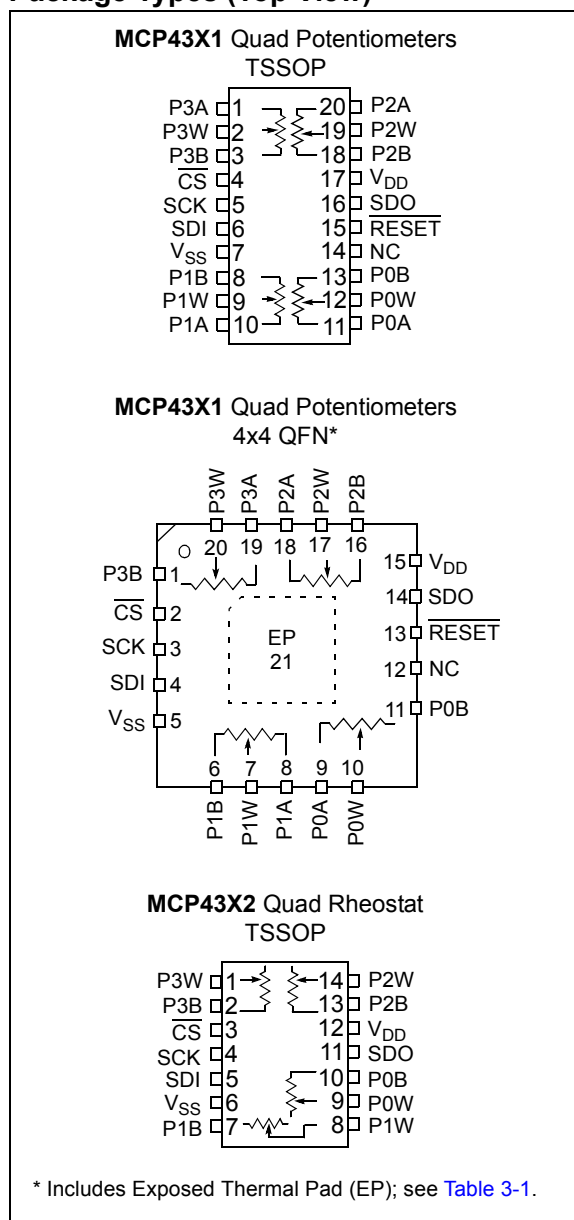 Package Types (Top View)
MCP43X1 Quad Potentiometers
TSSOP
P3A 1 20 P2A
P3W 2 19 P2W
P3B 3 18 P2B
CS 4 17 VDD
SCK 5 16 SDO
SDI 6 15 RESET
VSS 7 14 NC
P1B 8 13 P0B
P1W 9 12 P0W
P1A 10 11 P0A
MCP43X1 Quad Potentiometers
4x4 QFN*
P3W P3A P2A P2W P2B
20 19 18 17 16
P3B 1 15 VDD
CS 2 14 SDO
SCK 3 EP 13 RESET
21
SDI 4 12 NC
VSS 5 11 P0B
6 7 8 9 10
P1B P1W P1A P0A P0W
MCP43X2 Quad Rheostat
TSSOP
P3W 1 14 P2W
P3B 2 13 P2B
CS 3 12 VDD
SCK 4 11 SDO
SDI 5 10 P0B
VSS 6 9 P0W
P1B 7 8 P1W
* Includes Exposed Thermal Pad (EP); see Table 3-1.